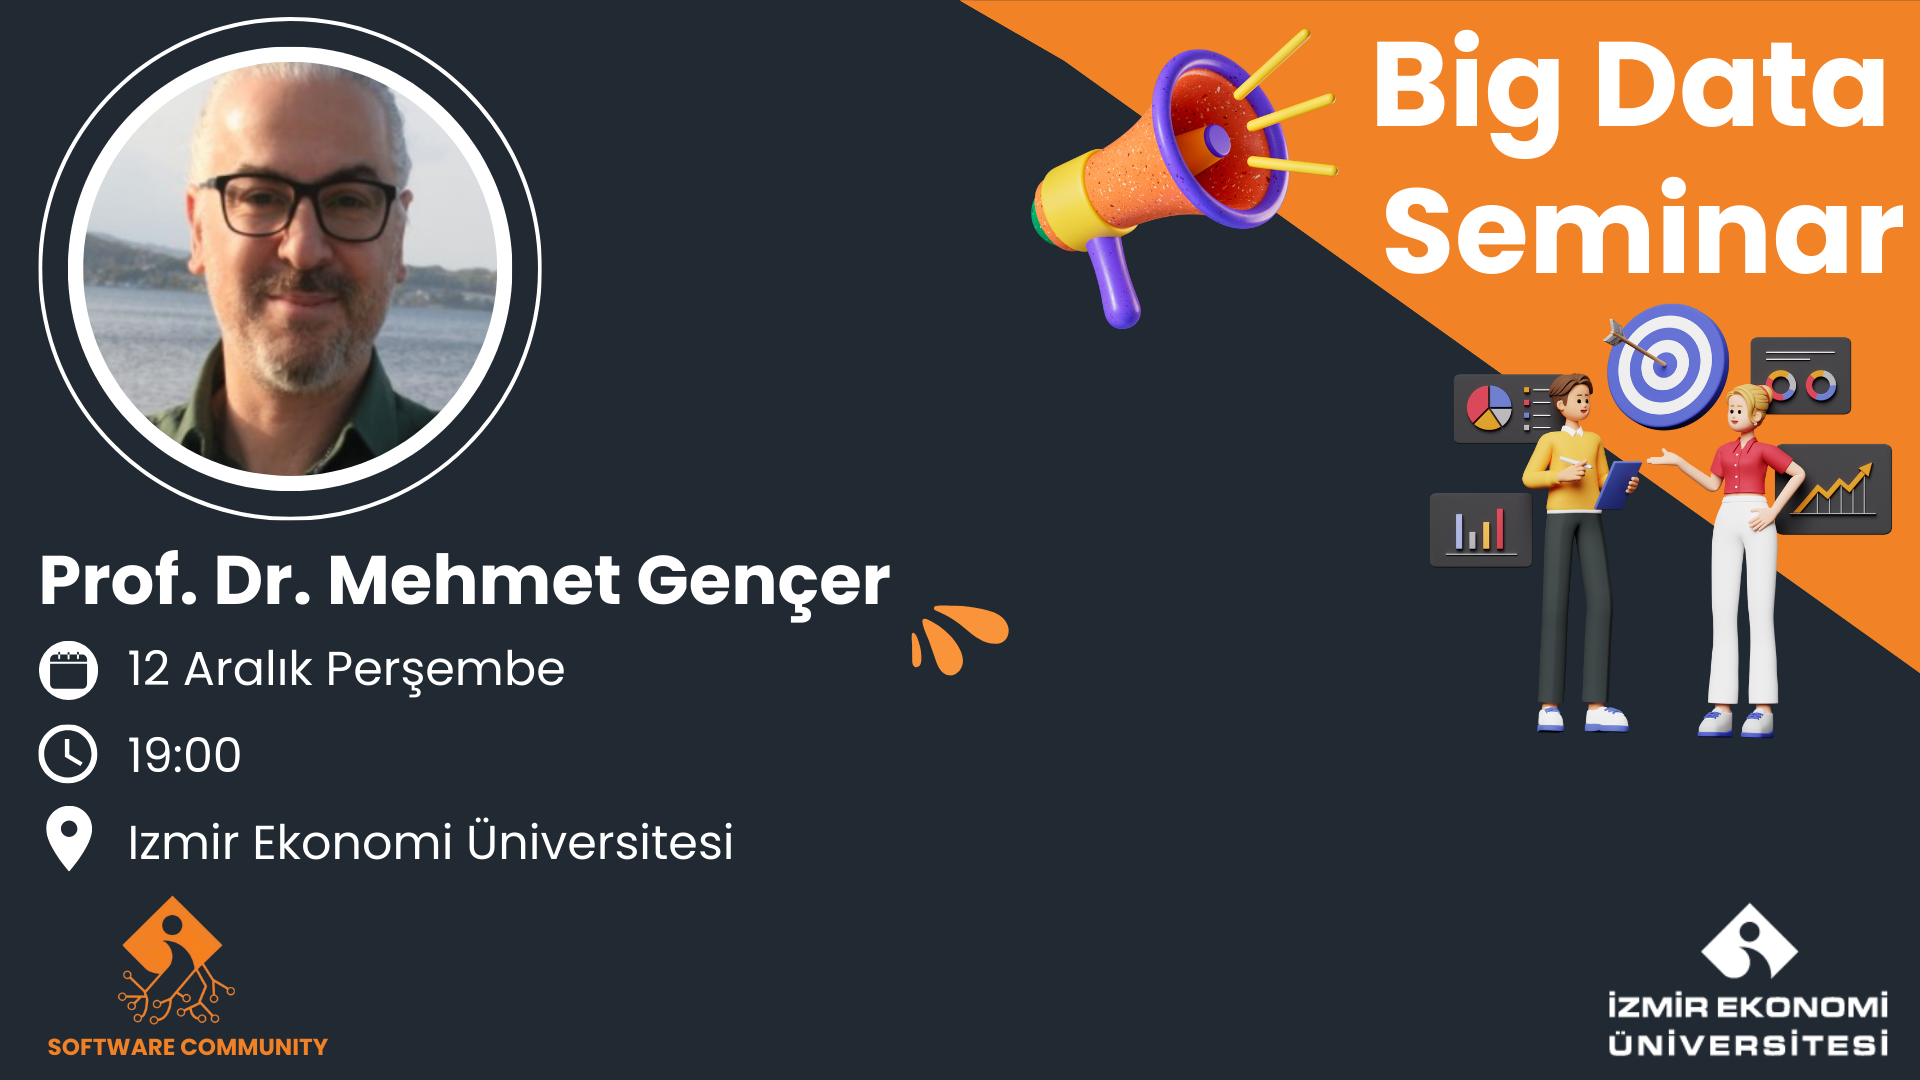 Big Data
Seminar
Prof. Dr. Mehmet Gençer
12 Aralık Perşembe
19:00
Izmir Ekonomi Üniversitesi
SOFTWARE COMMUNITY
İZMİR EKONOMİ
ÜNİVERSİTESİ